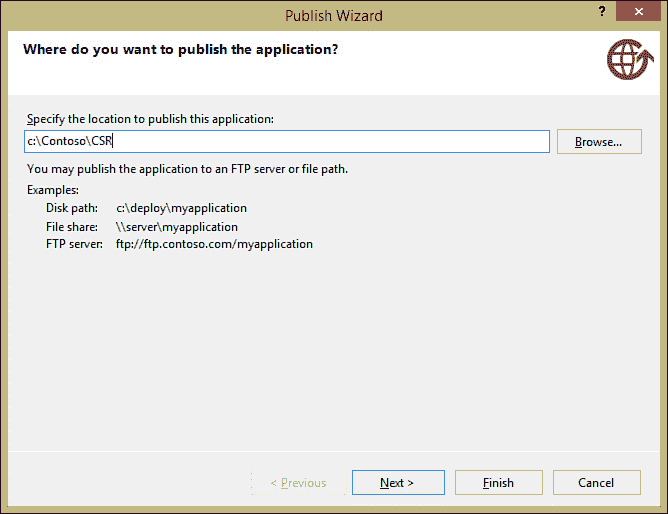 Publish Wizard
?
Where do you want to publish the application?
Specify the location to publish this application:
c:\Contoso\CSR
Browse...
You may publish the application to an FTP server or file path.
Examples:
Disk path: c:\deploy\myapplication
File share: \\server\myapplication
FTP server: ftp://ftp.contoso.com/myapplication
< Previous
Next >
Finish
Cancel